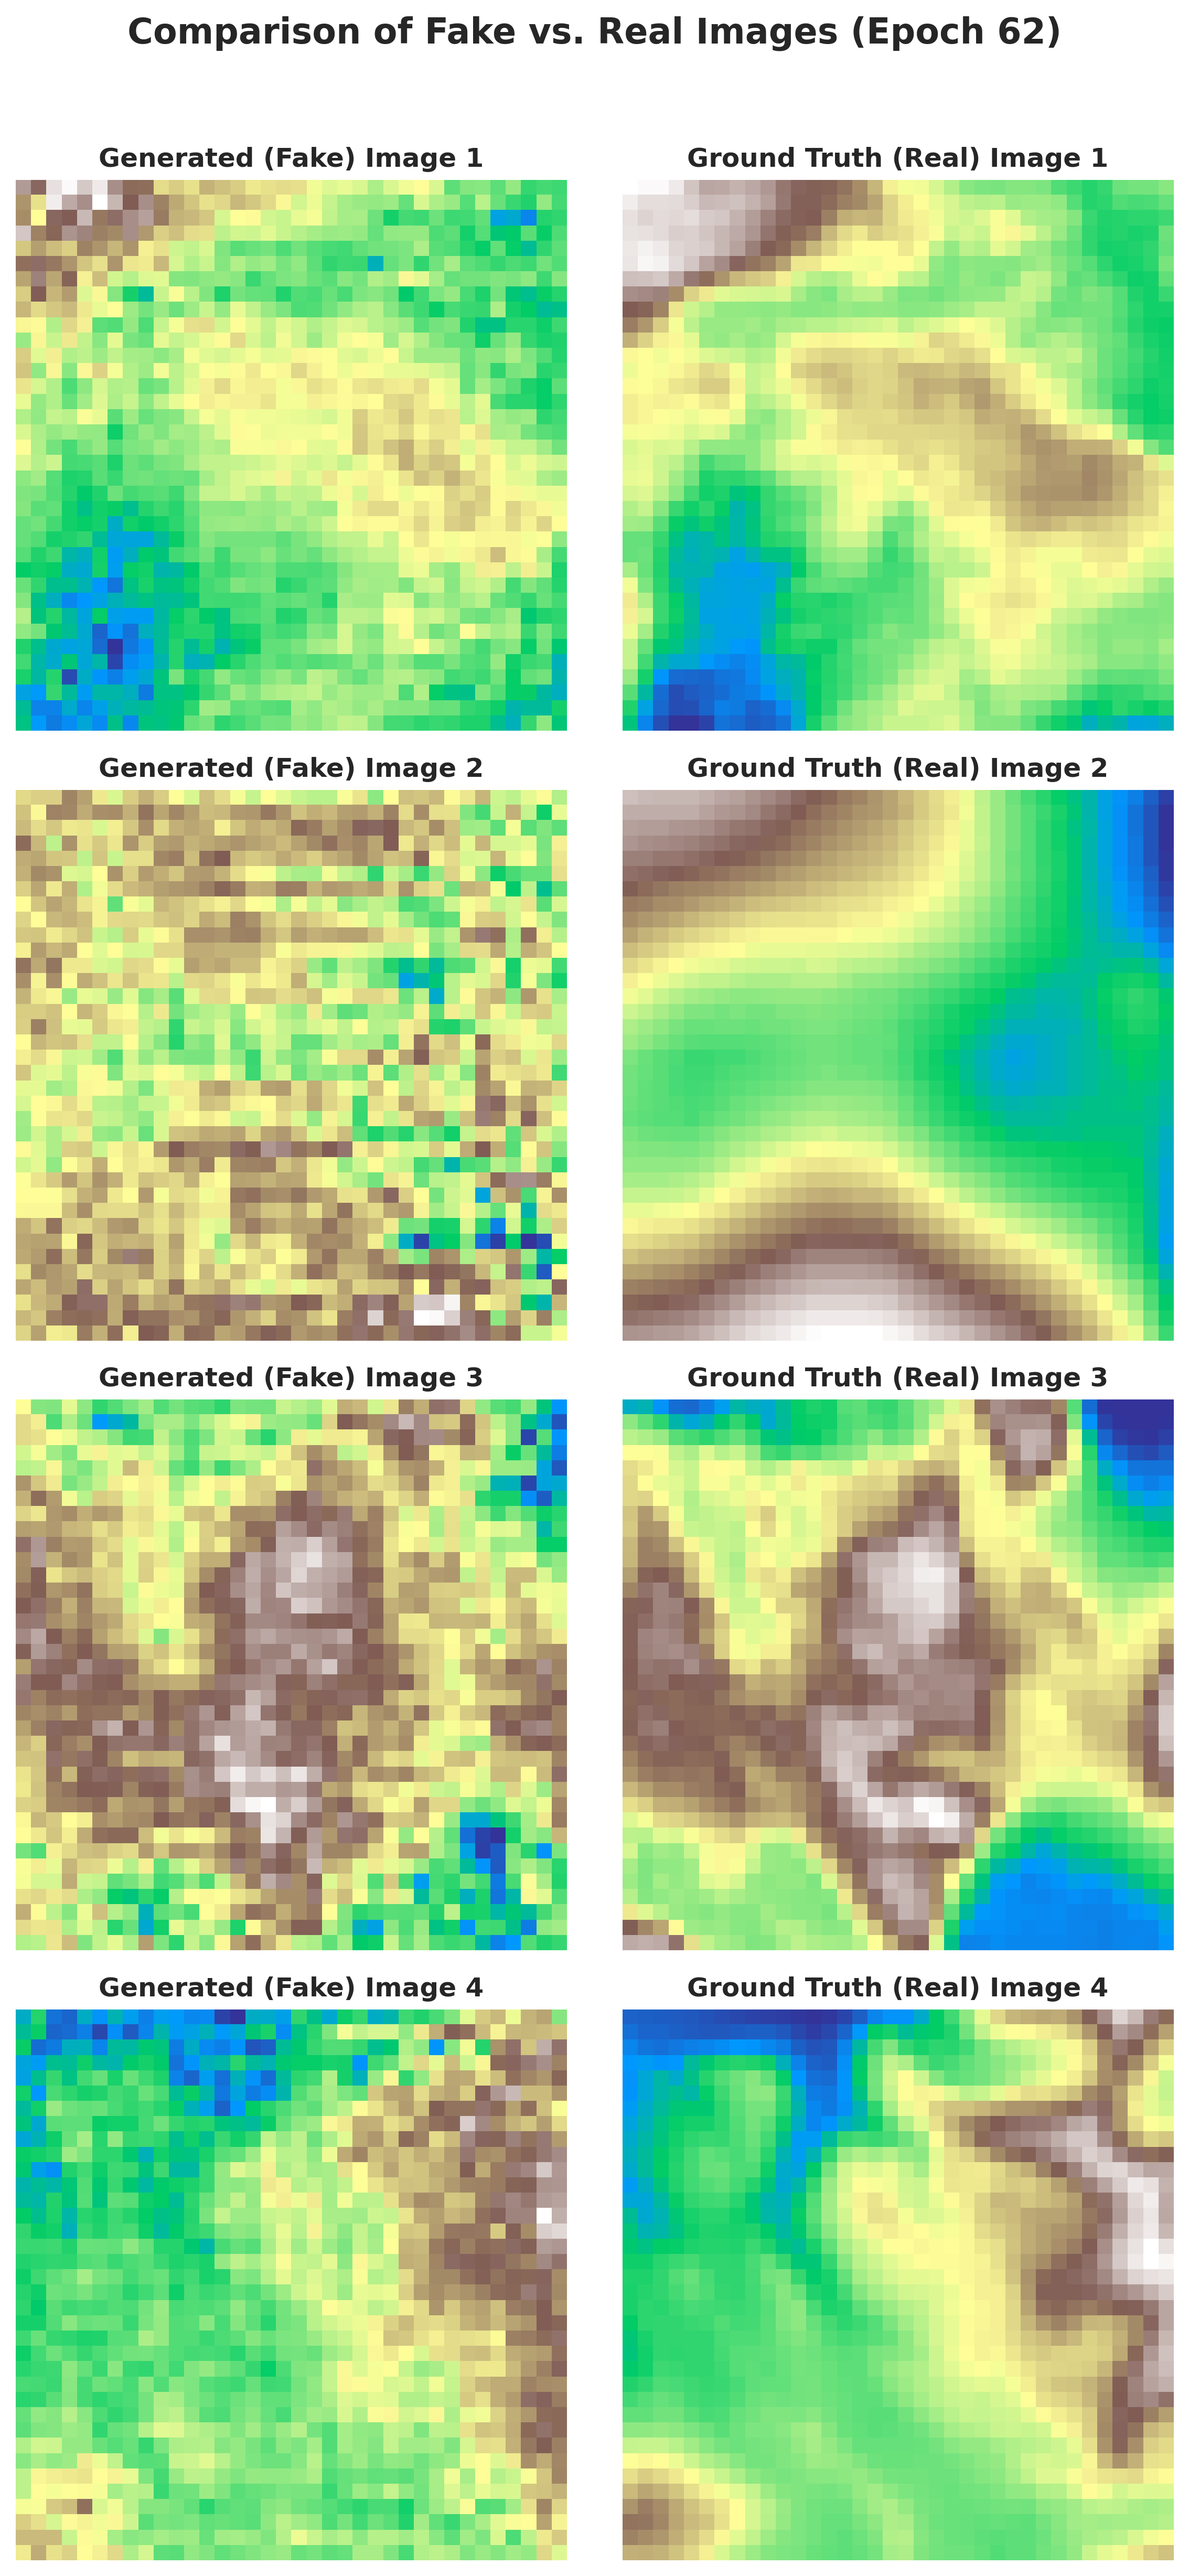 Comparison of Fake vs. Real Images (Epoch 62)
Generated (Fake) Image 1
Ground Truth (Real) Image 1
Generated (Fake) Image 2
Ground Truth (Real) Image 2
Generated (Fake) Image 3
Ground Truth (Real) Image 3
Generated (Fake) Image 4
Ground Truth (Real) Image 4